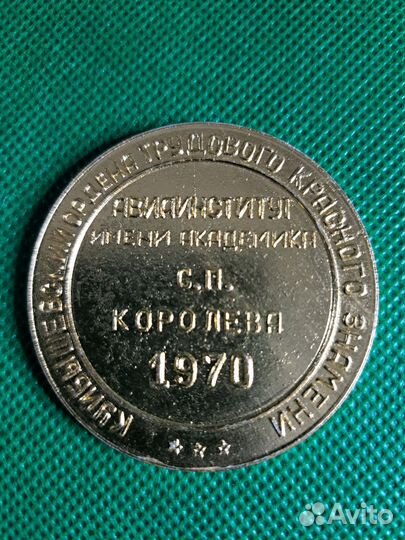 КУЙБЫШЕВСКИЙ ОРДЕНА ТРУДОВОГО КРАСНОГО ЗНАМЕНИ
АВИАИНСТИТУТ
ИМЕНИ АКАДЕМИКА
С.П.
КОРОЛЕВА
1970
Avito